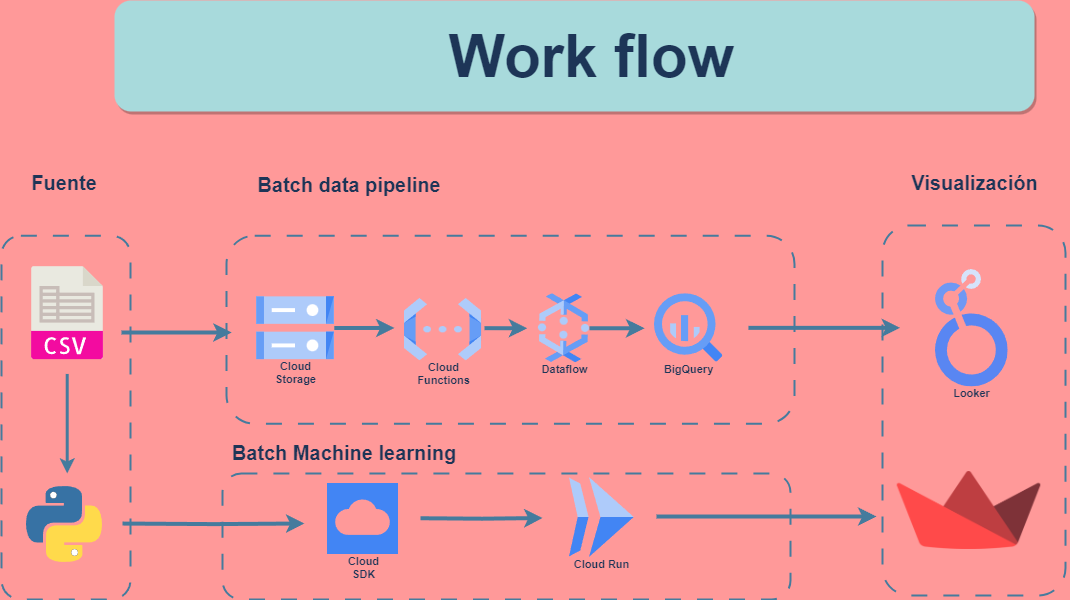 Work flow
Fuente
Batch data pipeline
Visualización
CSV
Cloud
Storage
Cloud
Functions
Dataflow
BigQuery
Looker
Batch Machine learning
Cloud
SDK
Cloud Run